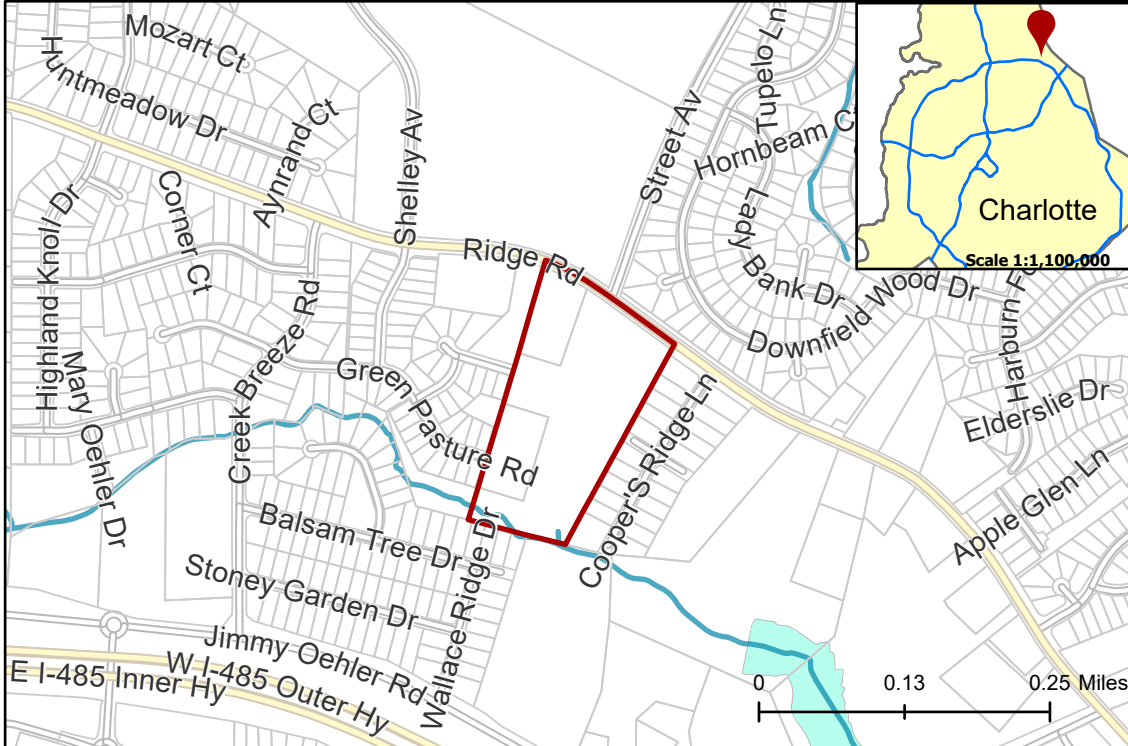 Mozart Ct
Huntmeadow Dr
Aynrand Ct
Shelley Av
Street Av
Tupelo Ln
Hornbeam Ct
Charlotte
Scale 1:1,100,000
Highland Knoll Dr
Corner Ct
Ridge Rd
Lady Bank Dr
Downfield Wood Dr
Harburn Fo
Creek Breeze Rd
Mary Oehler Dr
Green Pasture Rd
Cooper'S Ridge Ln
Elderslie Dr
Apple Glen Ln
Balsam Tree Dr
Stoney Garden Dr
Wallace Ridge Dr
Jimmy Oehler Rd
W I-485 Outer Hy
E I-485 Inner Hy
0 0.13 0.25 Miles